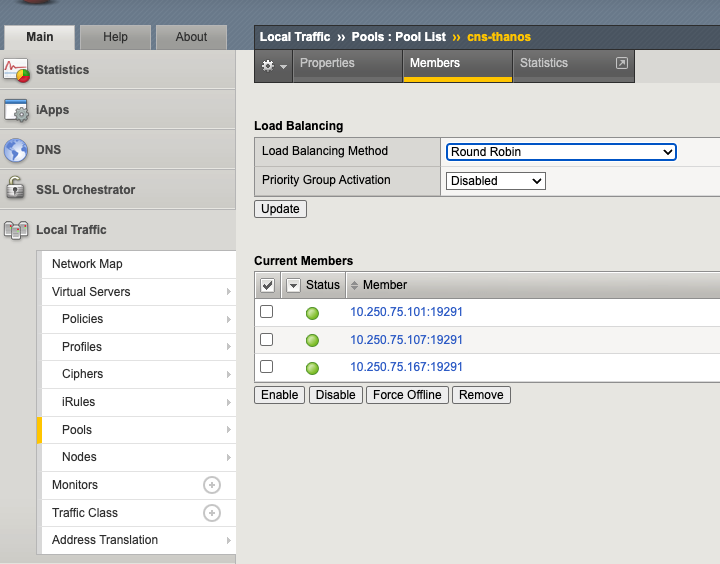 Main
Help
About
Local Traffic ›› Pools : Pool List ›› cns-thanos
Properties
Members
Statistics
Statistics
iApps
DNS
SSL Orchestrator
Local Traffic
Network Map
Virtual Servers
Policies
Profiles
Ciphers
iRules
Pools
Nodes
Monitors
Traffic Class
Address Translation
Load Balancing
Load Balancing Method Round Robin
Priority Group Activation Disabled
Update
Current Members
Status Member
10.250.75.101:19291
10.250.75.107:19291
10.250.75.167:19291
Enable Disable Force Offline Remove